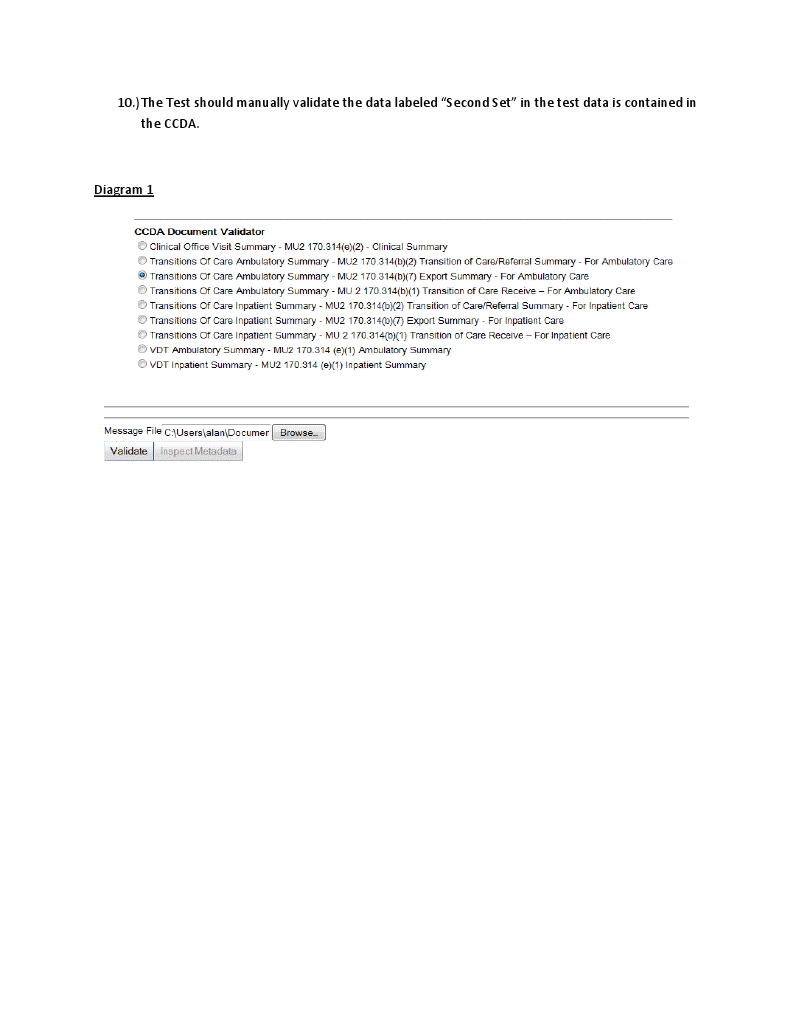 10.) The Test should manually validate the data labeled “Second Set” in the test data is contained in
the CCDA.
Diagram 1
CCDA Document Validator
Clinical Office Visit Summary - MU2 170.314(e)(2) - Clinical Summary
Transitions Of Care Ambulatory Summary - MU2 170.314(b)(2) Transition of Care/Referral Summary - For Ambulatory Care
Transitions Of Care Ambulatory Summary - MU2 170.314(b)(7) Export Summary - For Ambulatory Care
Transitions Of Care Ambulatory Summary - MU 2 170.314(b)(1) Transition of Care Receive – For Ambulatory Care
Transitions Of Care Inpatient Summary - MU2 170.314(b)(2) Transition of Care/Referral Summary - For Inpatient Care
Transitions Of Care Inpatient Summary - MU2 170.314(b)(7) Export Summary - For Inpatient Care
Transitions Of Care Inpatient Summary - MU 2 170.314(b)(1) Transition of Care Receive – For Inpatient Care
VDT Ambulatory Summary - MU2 170.314 (e)(1) Ambulatory Summary
VDT Inpatient Summary - MU2 170.314 (e)(1) Inpatient Summary
Message File C:\Users\alan\Documer Browse...
Validate Inspect Metadata